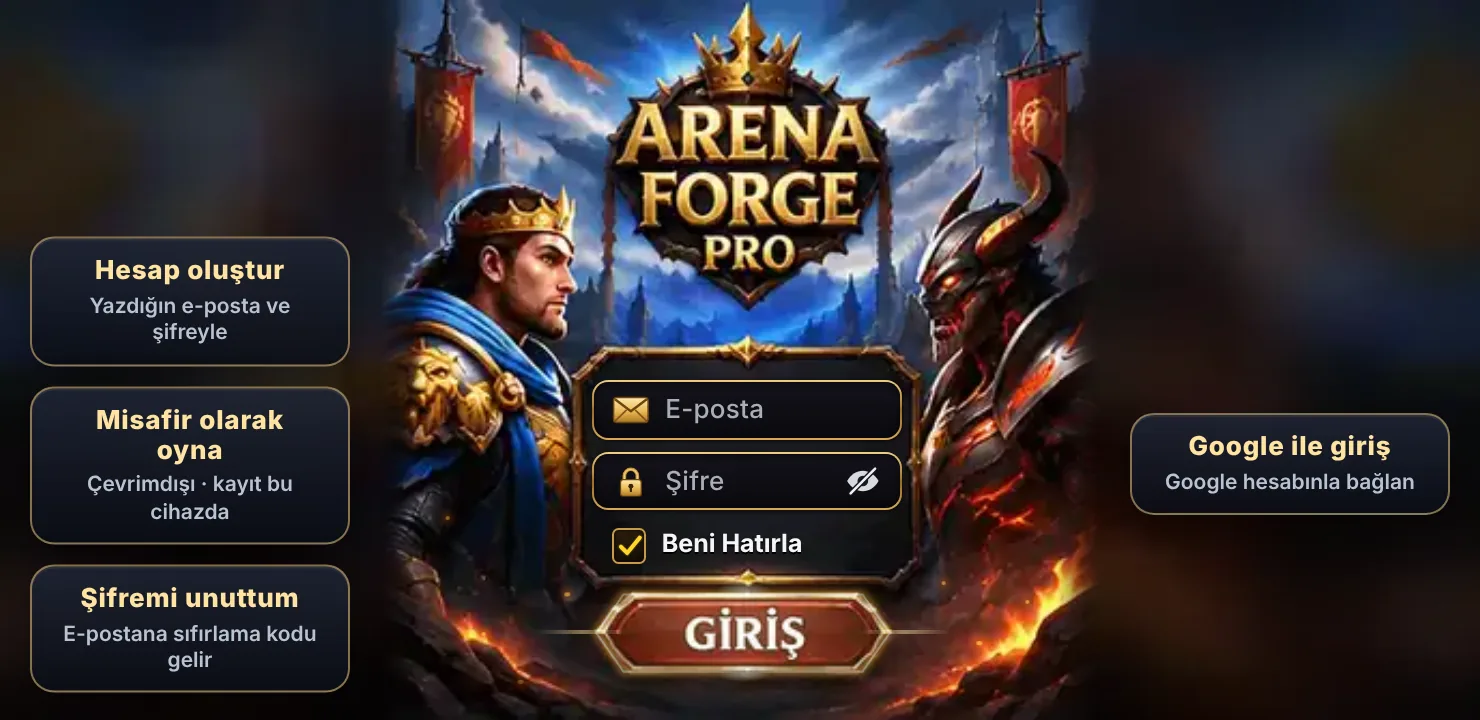 ARENA
FORGE
PRO
Hesap oluştur
Yazdığın e-posta ve
şifreyle
Misafir olarak
oyna
Çevrimdışı · kayıt bu
cihazda
Şifremi unuttum
E-postana sıfırlama kodu
gelir
E-posta
Şifre
Beni Hatırla
GİRİŞ
Google ile giriş
Google hesabınla bağlan